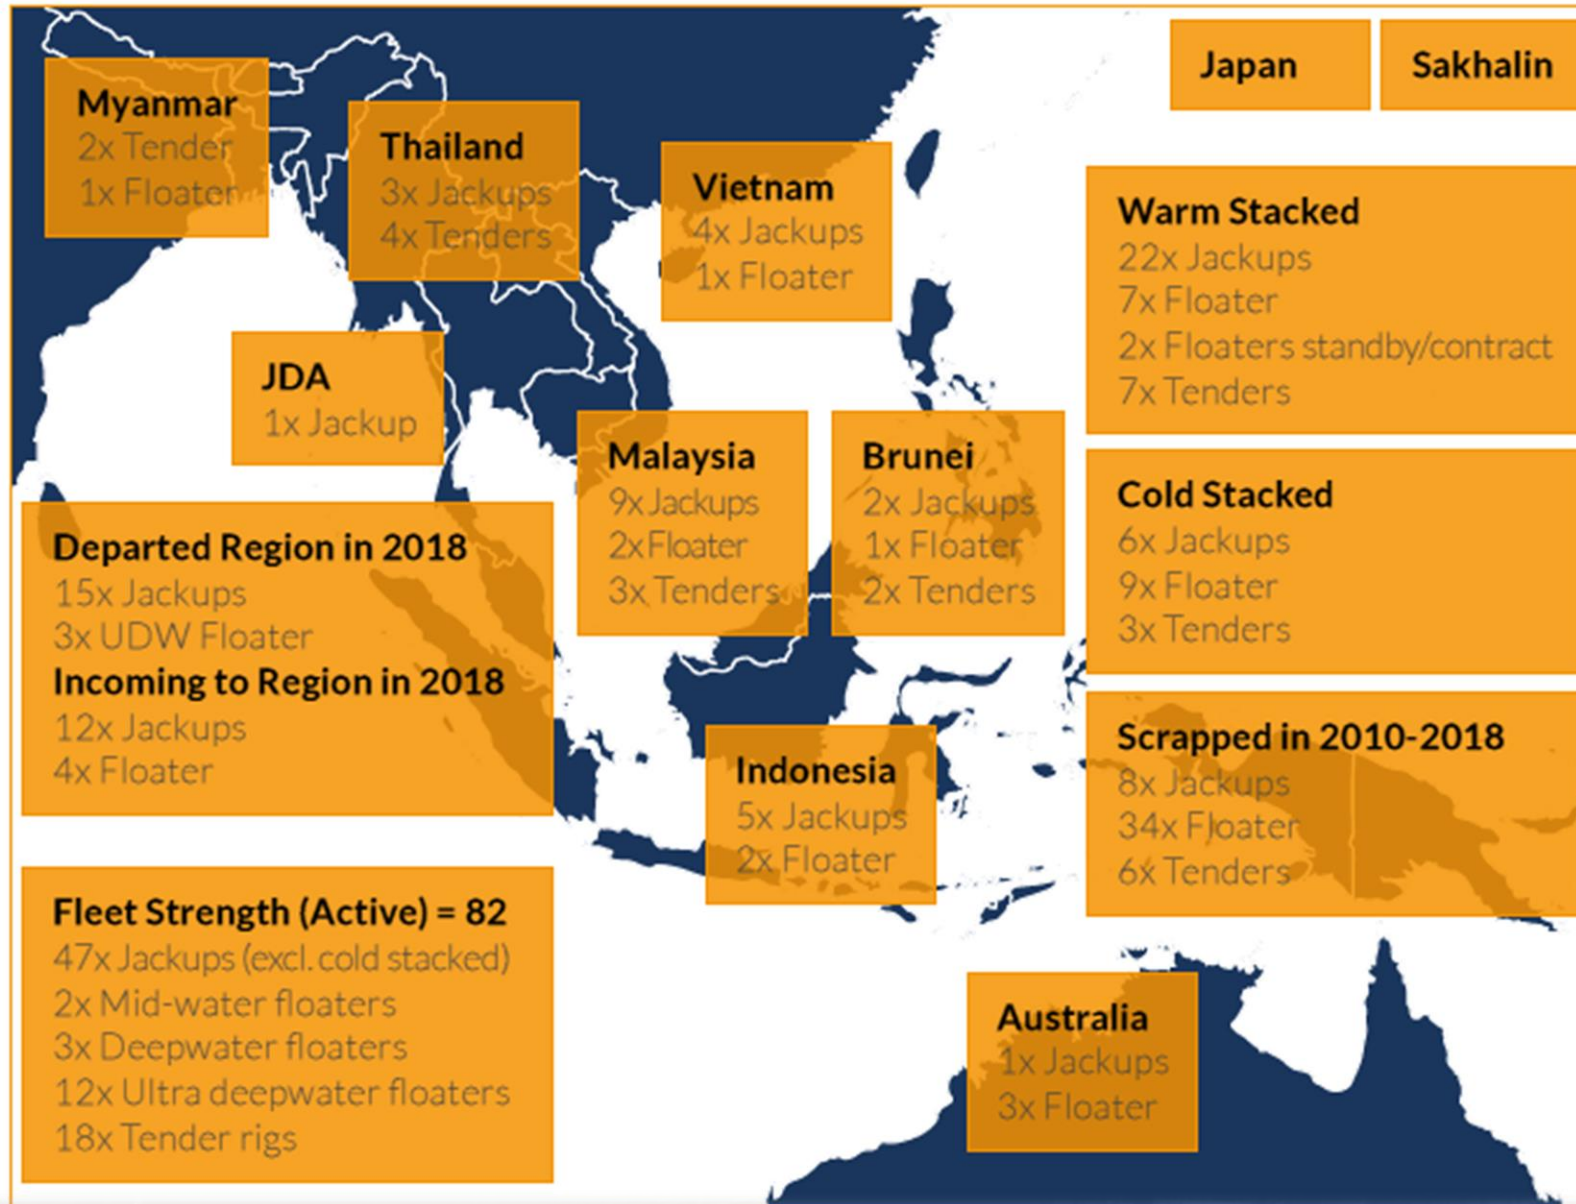 Japan
Sakhalin
Myanmar
2x Tender
1x Floater
Thailand
3x Jackups
4x Tenders
Vietnam
4x Jackups
1x Floater
Warm Stacked
22x Jackups
7x Floater
2x Floaters standby/contract
7x Tenders
JDA
1x Jackup
Malaysia
9x Jackups
2x Floater
3x Tenders
Brunei
2x Jackups
1x Floater
2x Tenders
Cold Stacked
6x Jackups
9x Floater
3x Tenders
Departed Region in 2018
15x Jackups
3x UDW Floater
Incoming to Region in 2018
12x Jackups
4x Floater
Indonesia
5x Jackups
2x Floater
Scrapped in 2010-2018
8x Jackups
34x Floater
6x Tenders
Fleet Strength (Active) = 82
47x Jackups (excl. cold stacked)
2x Mid-water floaters
3x Deepwater floaters
12x Ultra deepwater floaters
18x Tender rigs
Australia
1x Jackups
3x Floater